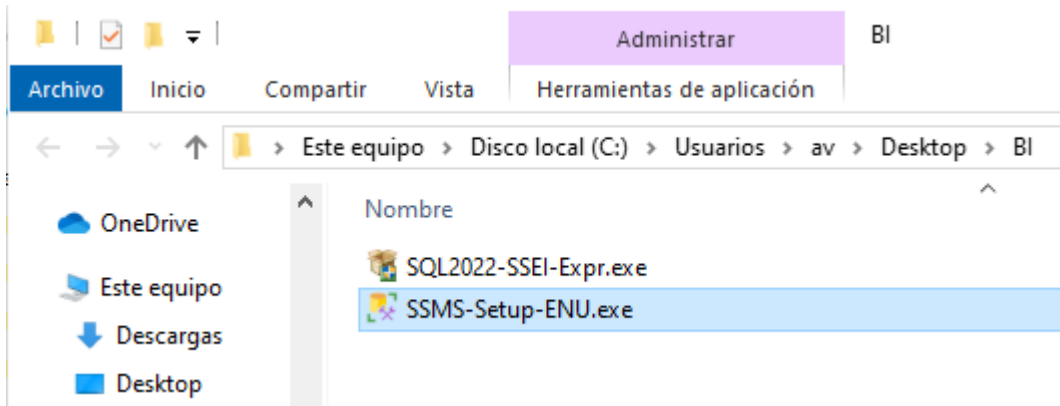 Administrar BI
Archivo Inicio Compartir Vista Herramientas de aplicación
Este equipo > Disco local (C:) > Usuarios > av > Desktop > BI
OneDrive
Este equipo
Descargas
Desktop
Nombre
SQL2022-SSEI-Expr.exe
SSMS-Setup-ENU.exe